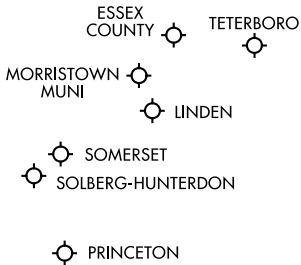 ESSEX
COUNTY
TETERBORO
MORRISTOWN
MUNI
LINDEN
SOMERSET
SOLBERG-HUNTERDON
PRINCETON